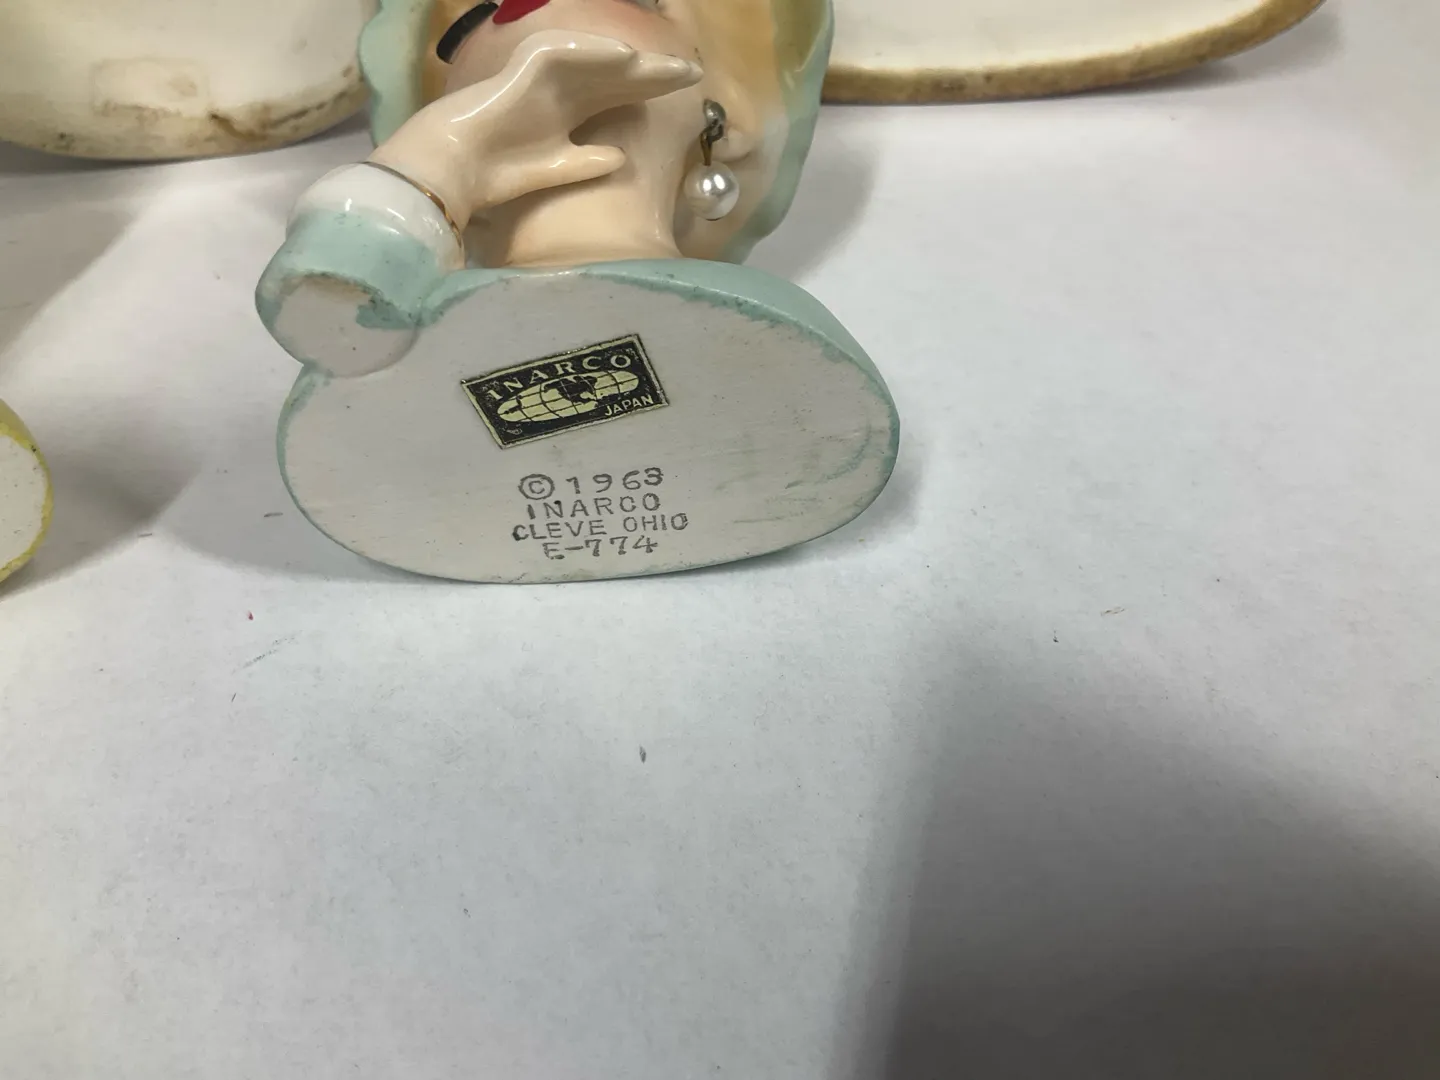 INARCO
JAPAN
© 1963
INARCO
CLEVE OHIO
E-774